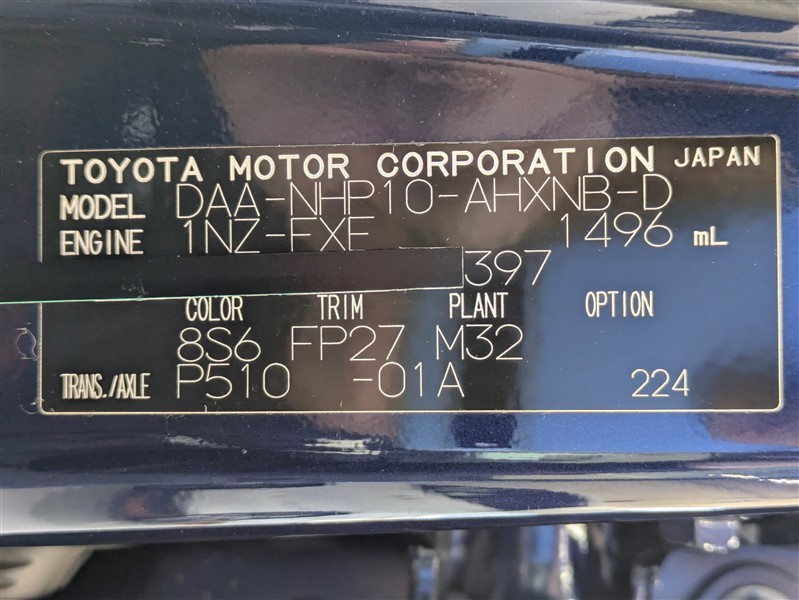 TOYOTA MOTOR CORPORATION JAPAN
MODEL DAA-NHP10-AHXNB-D
ENGINE 1NZ-FXE 1496 mL
397
COLOR TRIM PLANT OPTION
8S6 FP27 M32
TRANS./AXLE P510 -01A 224